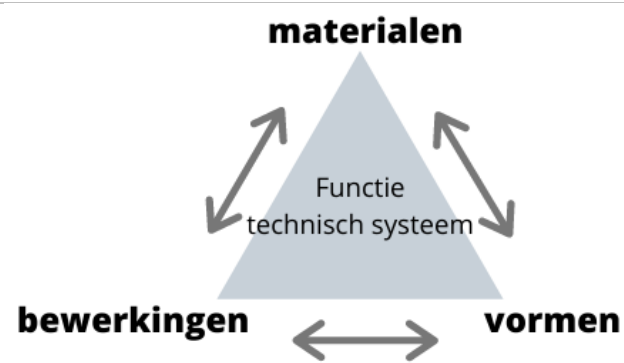 materialen
Functie
technisch systeem
bewerkingen
vormen